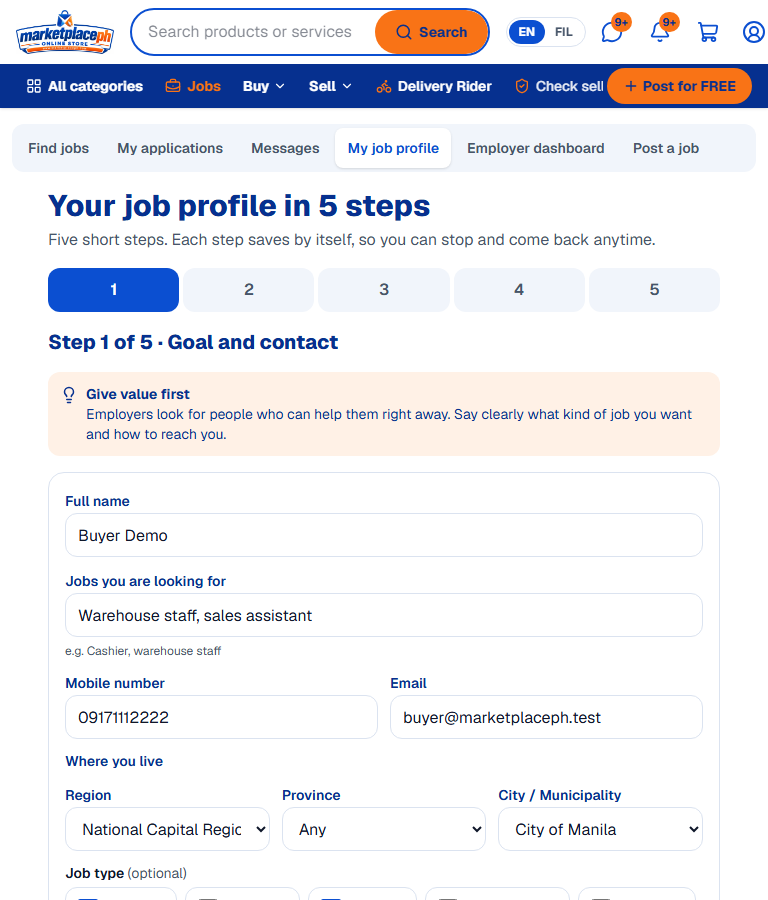 marketplaceph
ONLINE STORE
Search products or services
Search
EN
FIL
9+
9+
All categories
Jobs
Buy
Sell
Delivery Rider
Check sell
+ Post for FREE
Find jobs
My applications
Messages
My job profile
Employer dashboard
Post a job
Your job profile in 5 steps
Five short steps. Each step saves by itself, so you can stop and come back anytime.
1
2
3
4
5
Step 1 of 5 · Goal and contact
Give value first
Employers look for people who can help them right away. Say clearly what kind of job you want
and how to reach you.
Full name
Buyer Demo
Jobs you are looking for
Warehouse staff, sales assistant
e.g. Cashier, warehouse staff
Mobile number
Email
09171112222
buyer@marketplaceph.test
Where you live
Region
Province
City / Municipality
National Capital Regic
Any
City of Manila
Job type (optional)